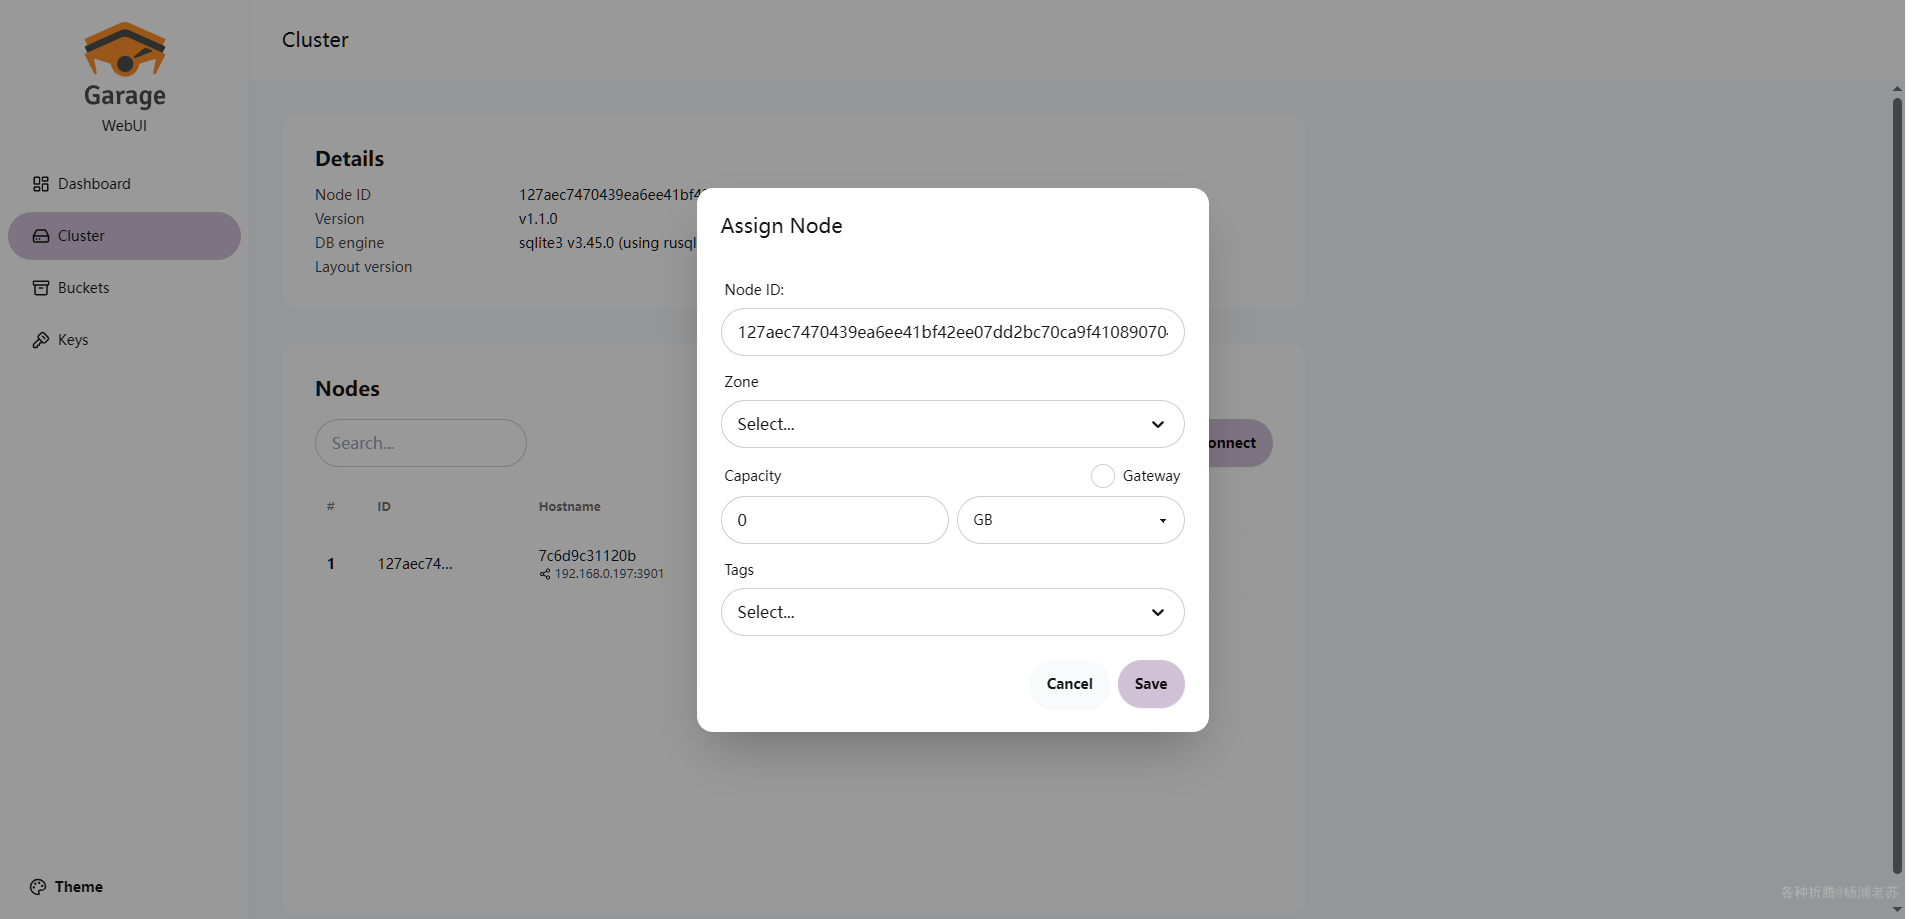 Garage
WebUI
Dashboard
Cluster
Buckets
Keys
Theme
Cluster
Details
Node ID 127aec7470439ea6ee41bf4
Version v1.1.0
DB engine sqlite3 v3.45.0 (using rusql
Layout version
Nodes
Search...
onnect
# ID Hostname
1 127aec74... 7c6d9c31120b
192.168.0.197:3901
Assign Node
Node ID:
127aec7470439ea6ee41bf42ee07dd2bc70ca9f41089070
Zone
Select...
Capacity Gateway
0 GB
Tags
Select...
Cancel Save
各种折腾@杨浦老苏